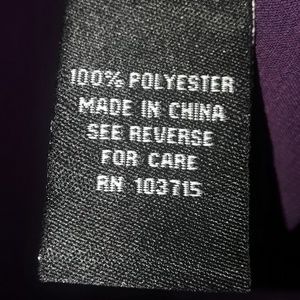 100% POLYESTER
MADE IN CHINA
SEE REVERSE
FOR CARE
RN 103715